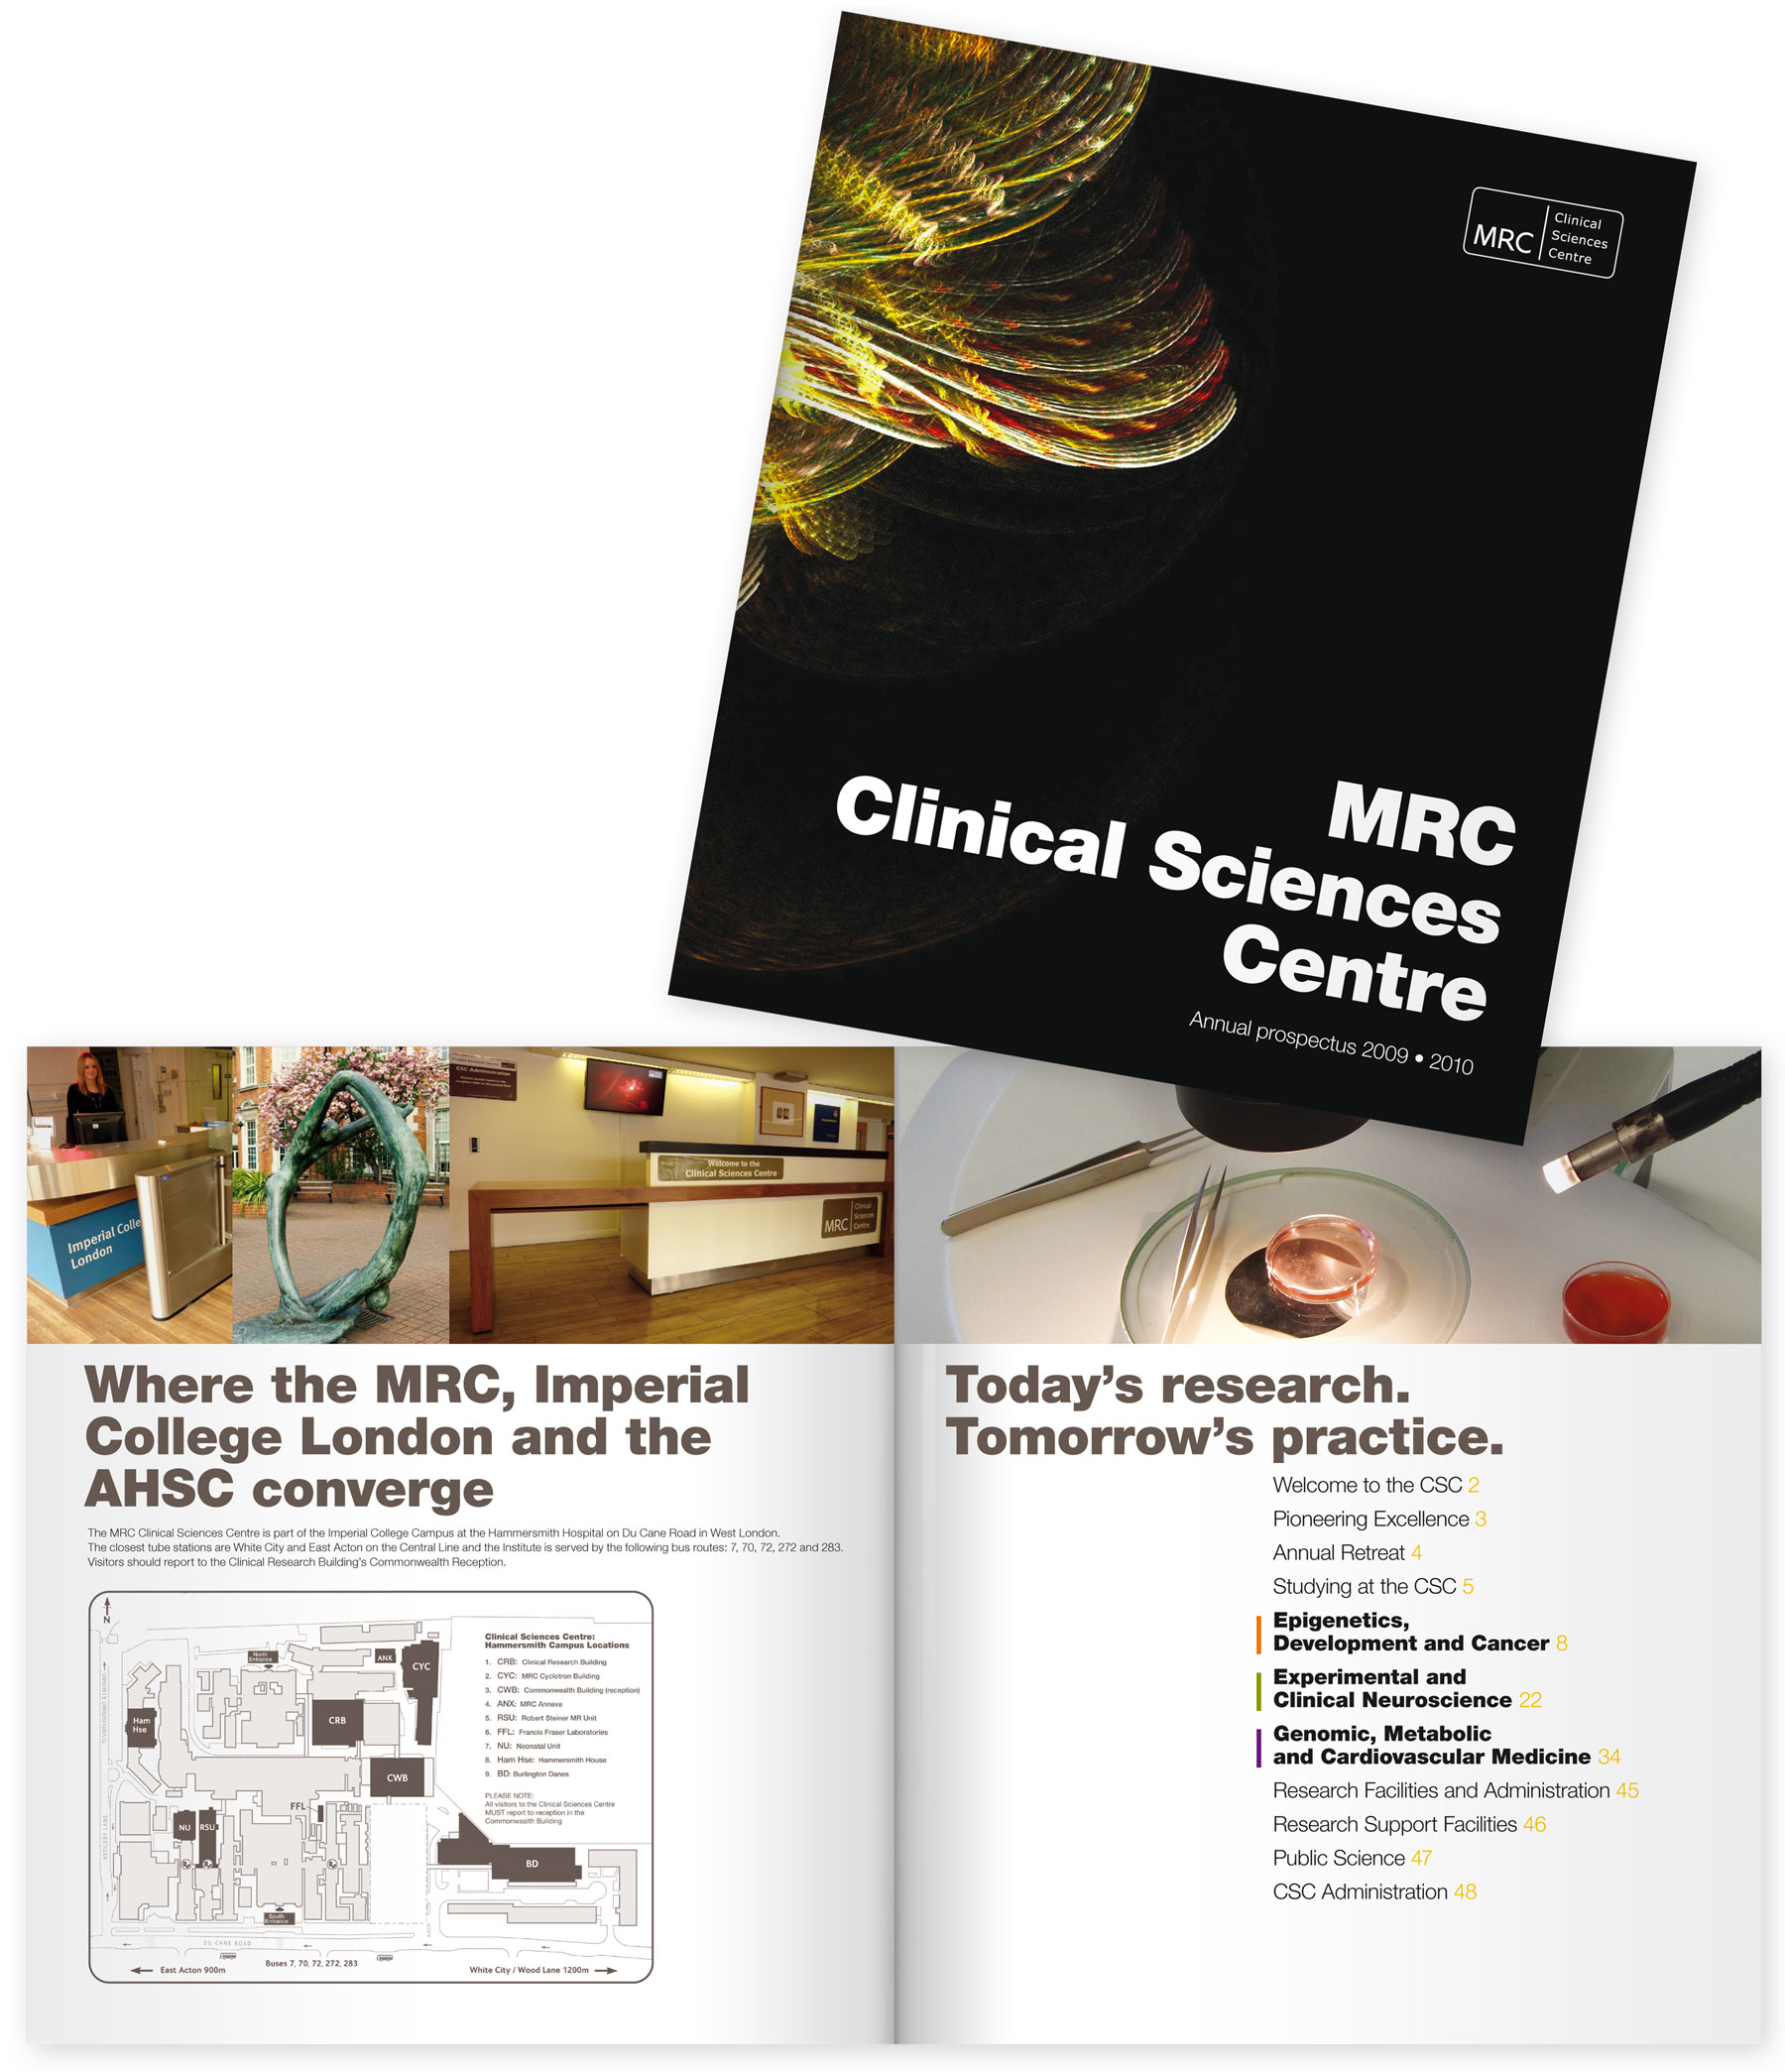 MRC
Clinical
Sciences
Centre
MRC
Clinical Sciences
Centre
Annual prospectus 2009 • 2010
CSC Administration
Imperial Colle
London
Welcome to the
Clinical Sciences Centre
MRC
Clinical
Sciences
Centre
Where the MRC, Imperial
College London and the
AHSC converge
The MRC Clinical Sciences Centre is part of the Imperial College Campus at the Hammersmith Hospital on Du Cane Road in West London.
The closest tube stations are White City and East Acton on the Central Line and the Institute is served by the following bus routes: 7, 70, 72, 272 and 283.
Visitors should report to the Clinical Research Building's Commonwealth Reception.
N
North
Entrance
ANX
CYC
Ham
Hse
CRB
CWB
FFL
NU
RSU
BD
South
Entrance
ARTILLERY LANE
DU CANE ROAD
Clinical Sciences Centre:
Hammersmith Campus Locations
1. CRB: Clinical Research Building
2. CYC: MRC Cyclotron Building
3. CWB: Commonwealth Building (reception)
4. ANX: MRC Annexe
5. RSU: Robert Steiner MR Unit
6. FFL: Francis Fraser Laboratories
7. NU: Neonatal Unit
8. Ham Hse: Hammersmith House
9. BD: Burlington Danes
PLEASE NOTE:
All visitors to the Clinical Sciences Centre
MUST report to reception in the
Commonwealth Building
East Acton 900m
Buses 7, 70, 72, 272, 283
White City / Wood Lane 1200m
Today's research.
Tomorrow's practice.
Welcome to the CSC 2
Pioneering Excellence 3
Annual Retreat 4
Studying at the CSC 5
Epigenetics,
Development and Cancer 8
Experimental and
Clinical Neuroscience 22
Genomic, Metabolic
and Cardiovascular Medicine 34
Research Facilities and Administration 45
Research Support Facilities 46
Public Science 47
CSC Administration 48